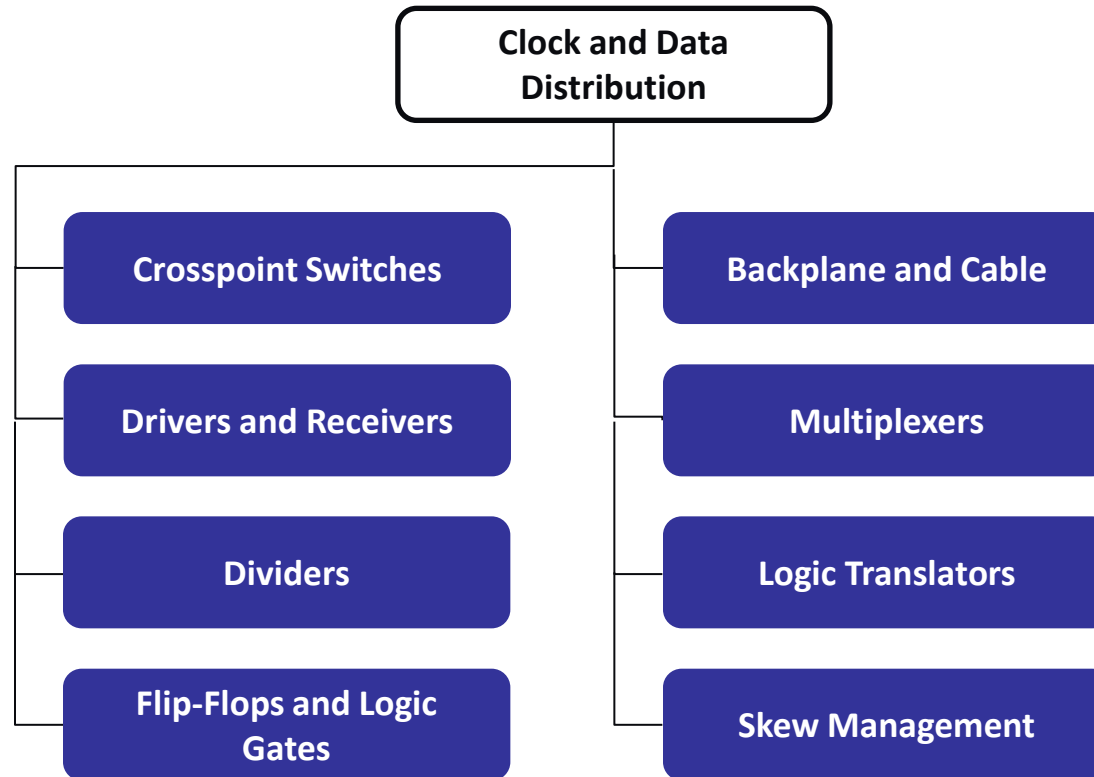 Clock and Data
Distribution
Crosspoint Switches
Drivers and Receivers
Dividers
Flip-Flops and Logic
Gates
Backplane and Cable
Multiplexers
Logic Translators
Skew Management